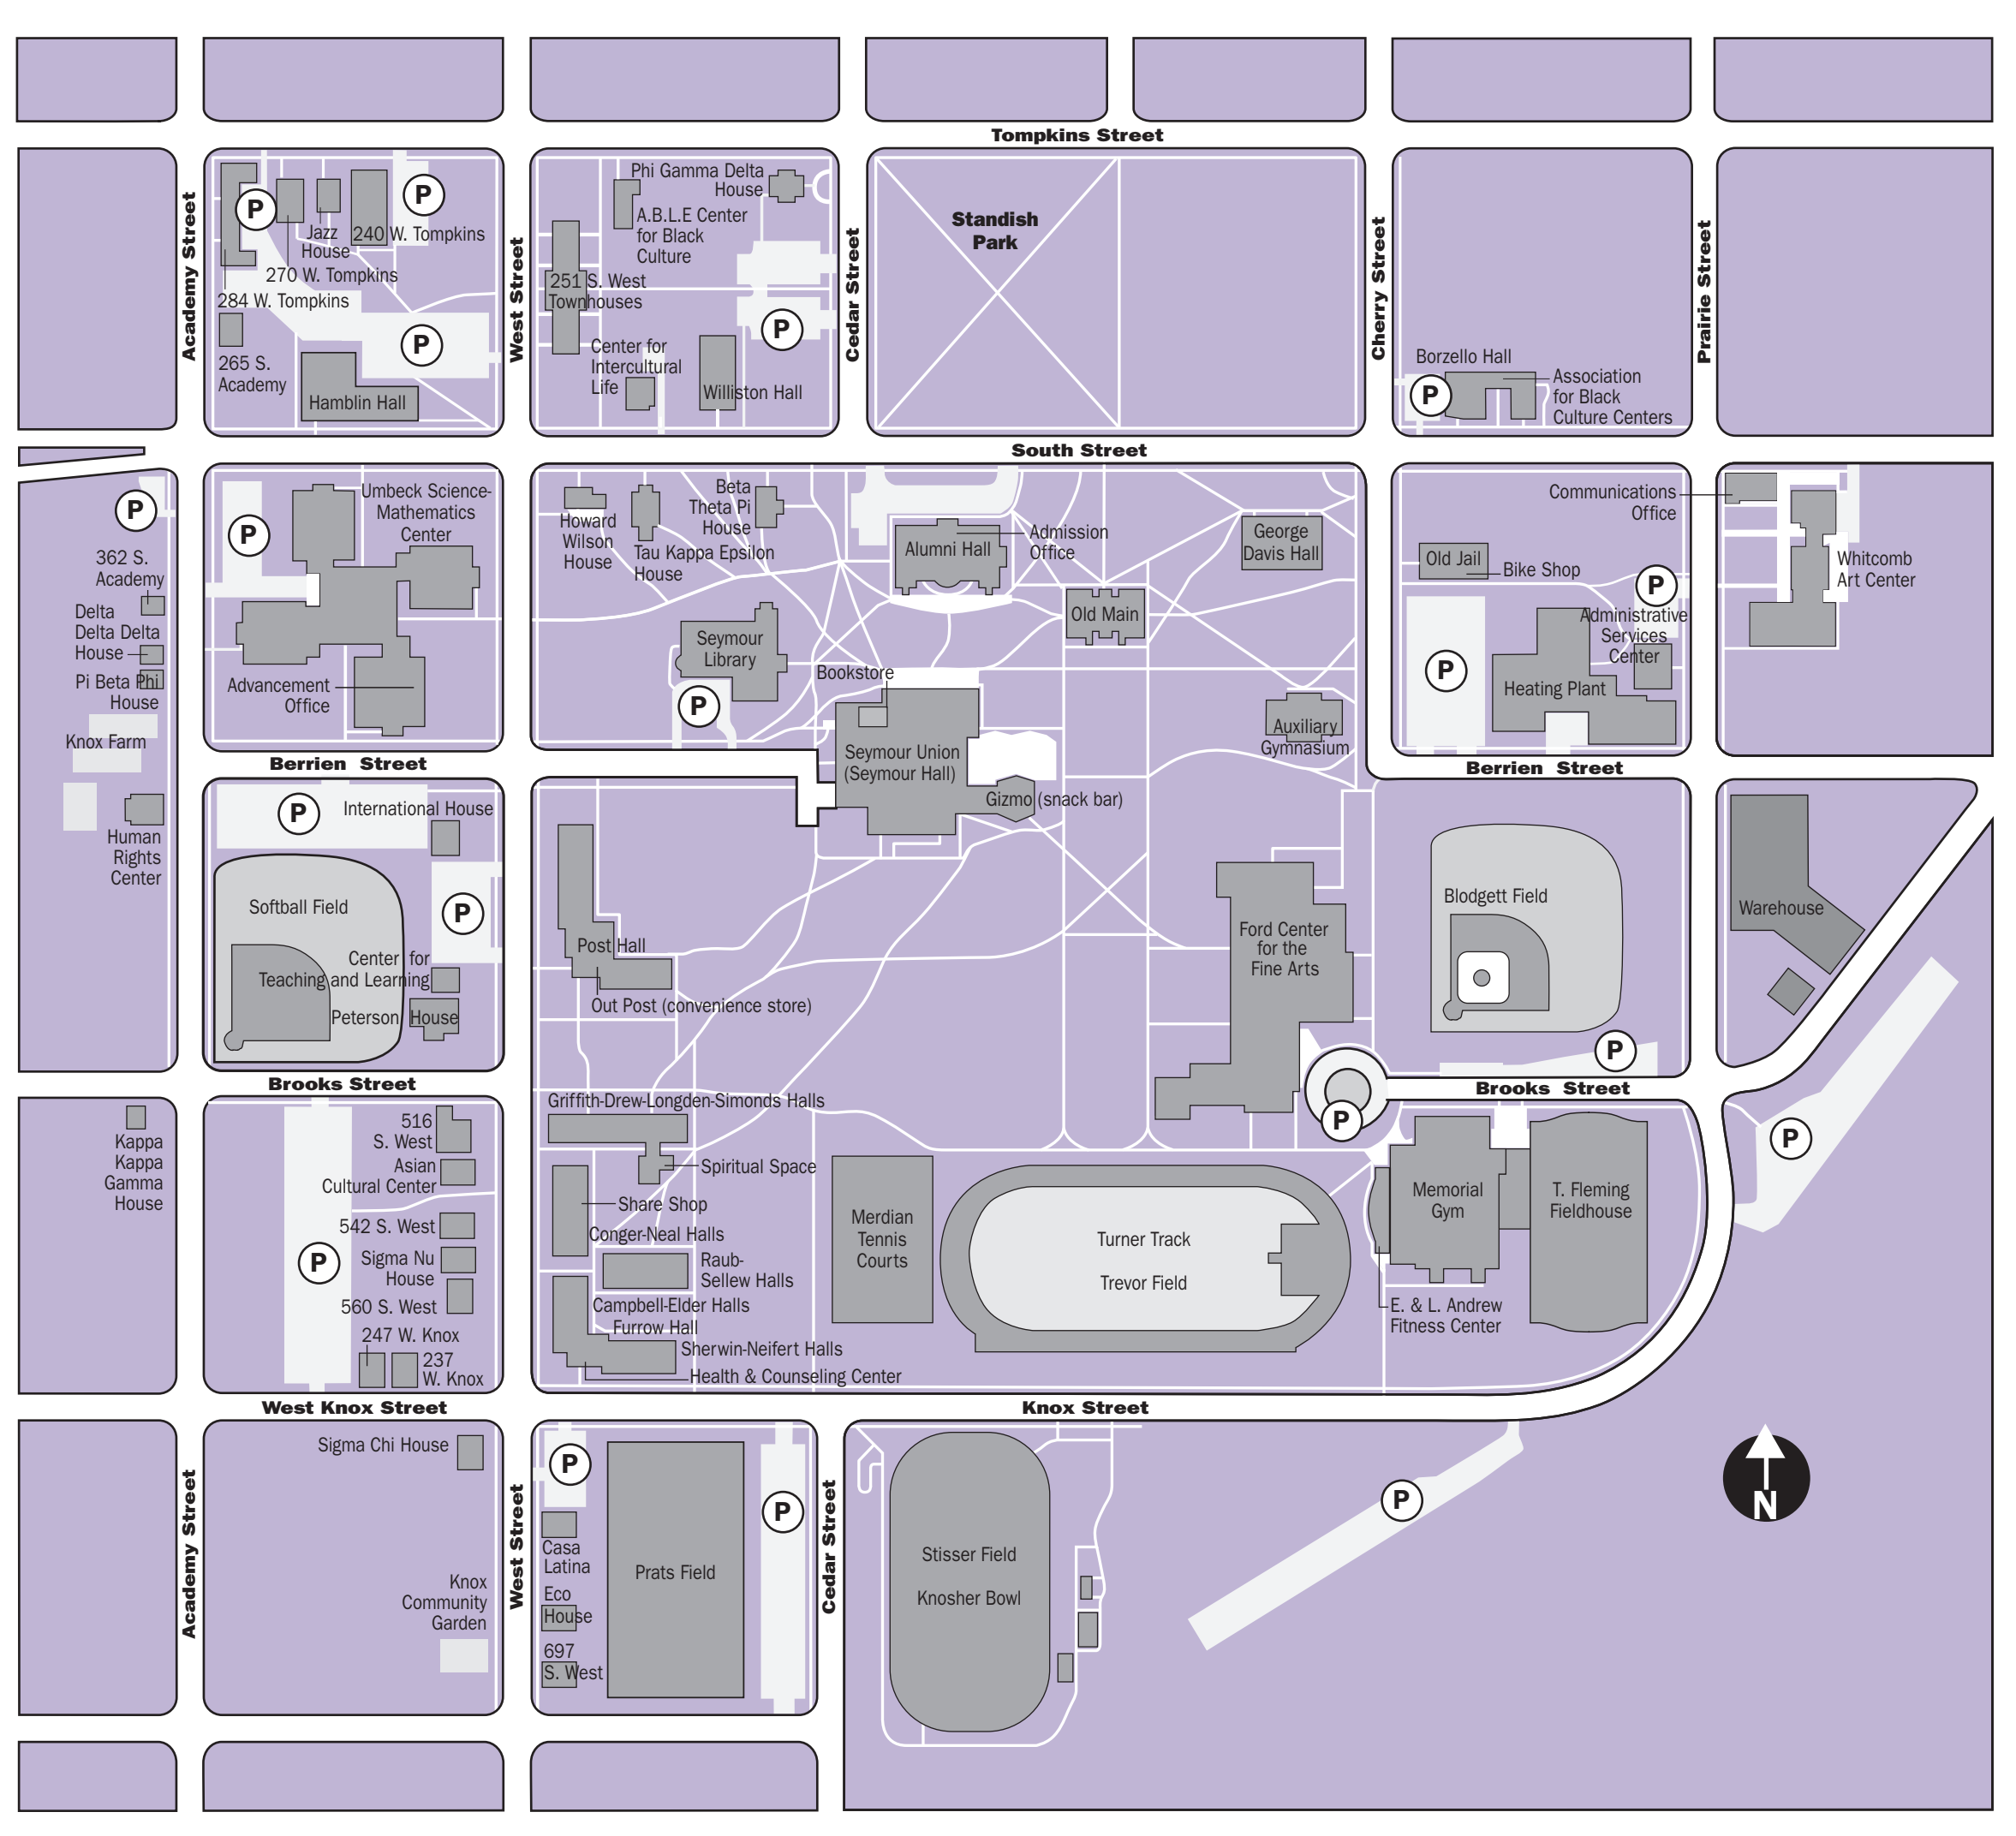 Tompkins Street
Academy Street
P
P
Jazz
House
240 W. Tompkins
270 W. Tompkins
284 W. Tompkins
P
265 S.
Academy
Hamblin Hall
West Street
Phi Gamma Delta
House
A.B.L.E Center
for Black
Culture
251 S. West
Townhouses
P
Center for
Intercultural
Life
Williston Hall
Cedar Street
Standish
Park
Cherry Street
Borzello Hall
P
Association
for Black
Culture Centers
Prairie Street
South Street
P
362 S.
Academy
Delta
Delta Delta
House
Pi Beta Phi
House
Knox Farm
Human
Rights
Center
P
Umbeck Science-
Mathematics
Center
Advancement
Office
Berrien Street
Howard
Wilson
House
Tau Kappa Epsilon
House
Beta
Theta Pi
House
Alumni Hall
Admission
Office
George
Davis Hall
Old Main
Seymour
Library
P
Bookstore
Seymour Union
(Seymour Hall)
Gizmo (snack bar)
Auxiliary
Gymnasium
Old Jail
Bike Shop
P
Administrative
Services
Center
P
Heating Plant
Communications
Office
Whitcomb
Art Center
Berrien Street
P
International House
Softball Field
P
Center for
Teaching and Learning
Peterson House
Brooks Street
Post Hall
Out Post (convenience store)
Ford Center
for the
Fine Arts
Blodgett Field
P
Warehouse
Brooks Street
P
P
Kappa
Kappa
Gamma
House
516
S. West
Asian
Cultural Center
542 S. West
P
Sigma Nu
House
560 S. West
247 W. Knox
237
W. Knox
Griffith-Drew-Longden-Simonds Halls
Spiritual Space
Share Shop
Conger-Neal Halls
Raub-
Sellew Halls
Campbell-Elder Halls
Furrow Hall
Sherwin-Neifert Halls
Health & Counseling Center
Merdian
Tennis
Courts
Turner Track
Trevor Field
Memorial
Gym
T. Fleming
Fieldhouse
E. & L. Andrew
Fitness Center
West Knox Street
Knox Street
Academy Street
Sigma Chi House
Knox
Community
Garden
West Street
P
Casa
Latina
Eco
House
697
S. West
Prats Field
P
Cedar Street
Stisser Field
Knosher Bowl
P
N